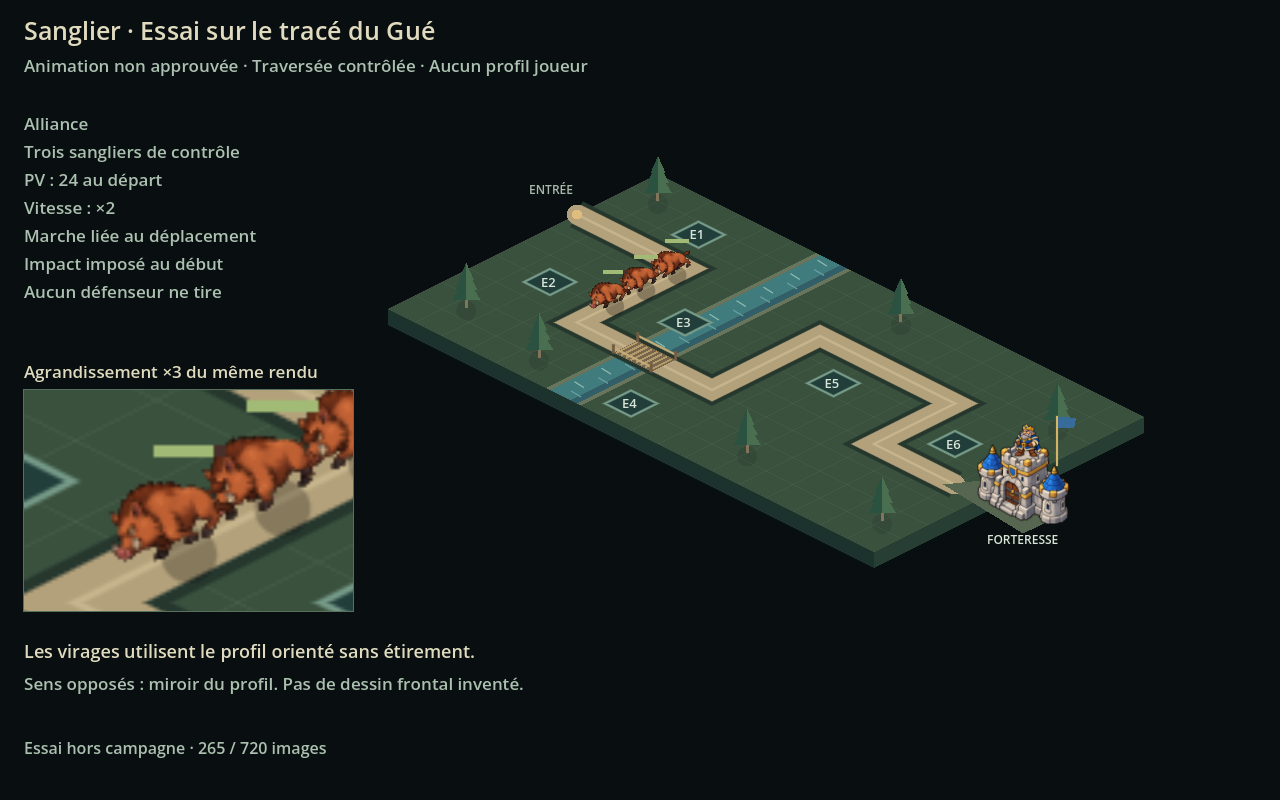 Sanglier · Essai sur le tracé du Gué
Animation non approuvée · Traversée contrôlée · Aucun profil joueur
Alliance
Trois sangliers de contrôle
PV : 24 au départ
Vitesse : ×2
Marche liée au déplacement
Impact imposé au début
Aucun défenseur ne tire
ENTRÉE
E1
E2
E3
E4
E5
E6
FORTERESSE
Agrandissement ×3 du même rendu
Les virages utilisent le profil orienté sans étirement.
Sens opposés : miroir du profil. Pas de dessin frontal inventé.
Essai hors campagne · 265 / 720 images